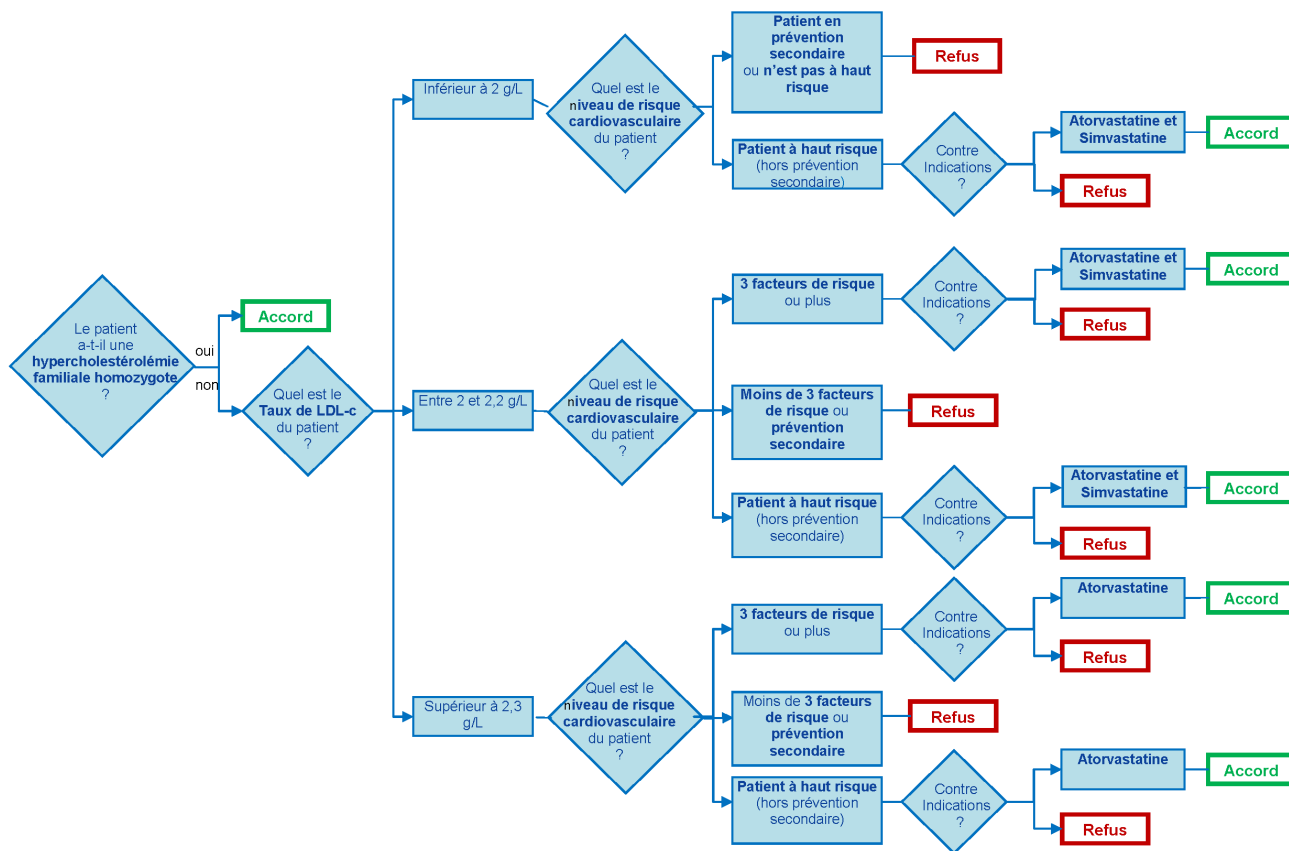 Le patient
a-t-il une
hypercholestérolémie
familiale homozygote
?
oui
non
Accord
Quel est le
Taux de LDL-c
du patient
?
Inférieur à 2 g/L
Quel est le
niveau de risque
cardiovasculaire
du patient
?
Patient en
prévention
secondaire
ou n'est pas à haut
risque
Refus
Patient à haut risque
(hors prévention
secondaire)
Contre
Indications
?
Atorvastatine et
Simvastatine
Accord
Refus
Entre 2 et 2,2 g/L
Quel est le
niveau de risque
cardiovasculaire
du patient
?
3 facteurs de risque
ou plus
Contre
Indications
?
Atorvastatine et
Simvastatine
Accord
Refus
Moins de 3 facteurs
de risque ou
prévention
secondaire
Refus
Patient à haut risque
(hors prévention
secondaire)
Contre
Indications
?
Atorvastatine et
Simvastatine
Accord
Refus
Supérieur à 2,3
g/L
Quel est le
niveau de risque
cardiovasculaire
du patient
?
3 facteurs de risque
ou plus
Contre
Indications
?
Atorvastatine
Accord
Refus
Moins de 3 facteurs
de risque ou
prévention
secondaire
Refus
Patient à haut risque
(hors prévention
secondaire)
Contre
Indications
?
Atorvastatine
Accord
Refus